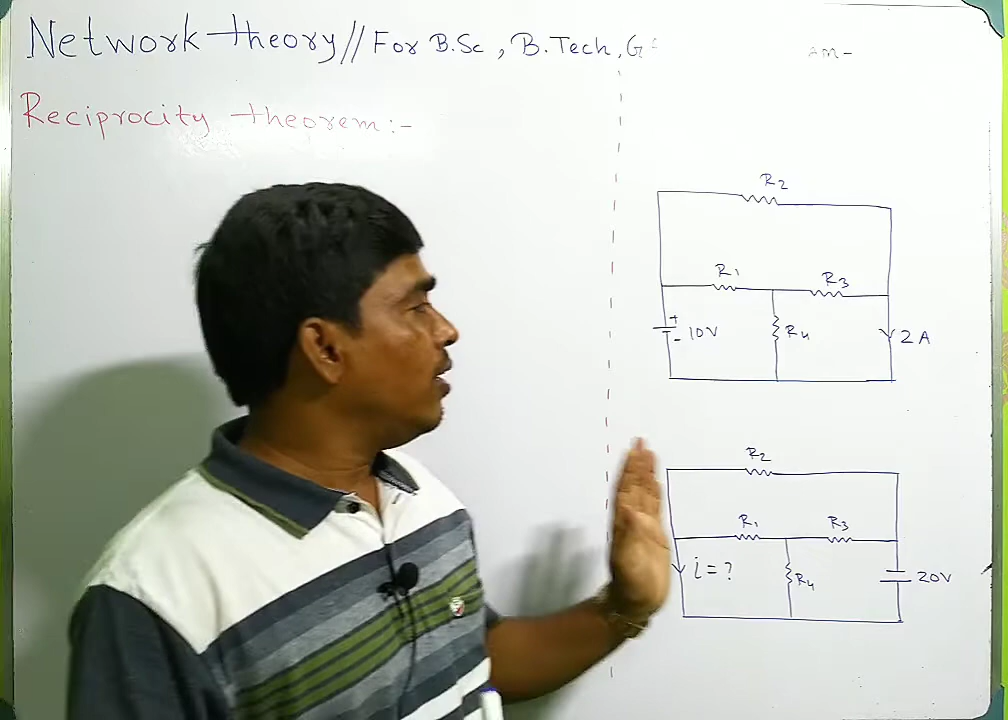 Network theory // For B.Sc, B.Tech, G
Reciprocity theorem:-
R2
R1
R3
+
- 10V
R4
2A
R2
R1
R3
i = ?
R4
20V